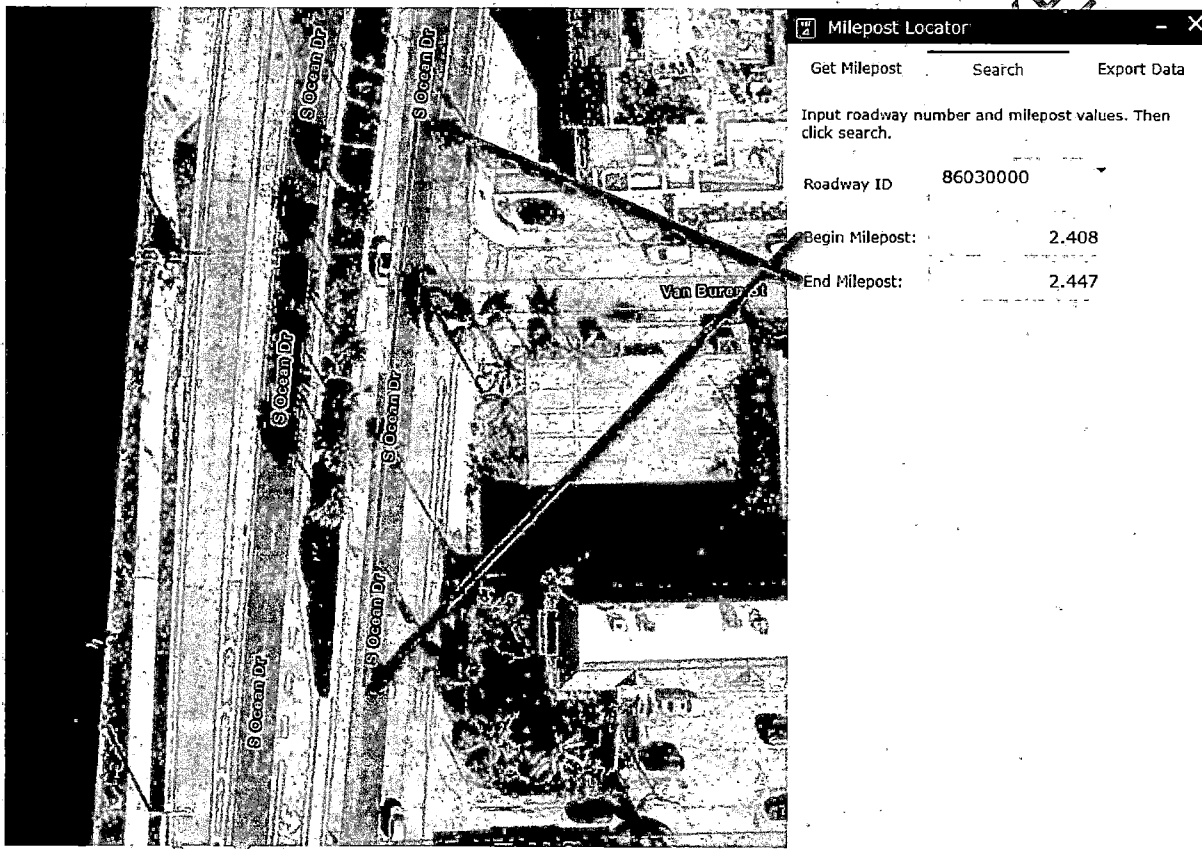 S Ocean Dr
S Ocean Dr
Van Buren St
S Ocean Dr
S Ocean Dr
S Ocean Dr
S Ocean Dr
Milepost Locator
Get Milepost Search Export Data
Input roadway number and milepost values. Then
click search.
Roadway ID 86030000
Begin Milepost: 2.408
End Milepost: 2.447